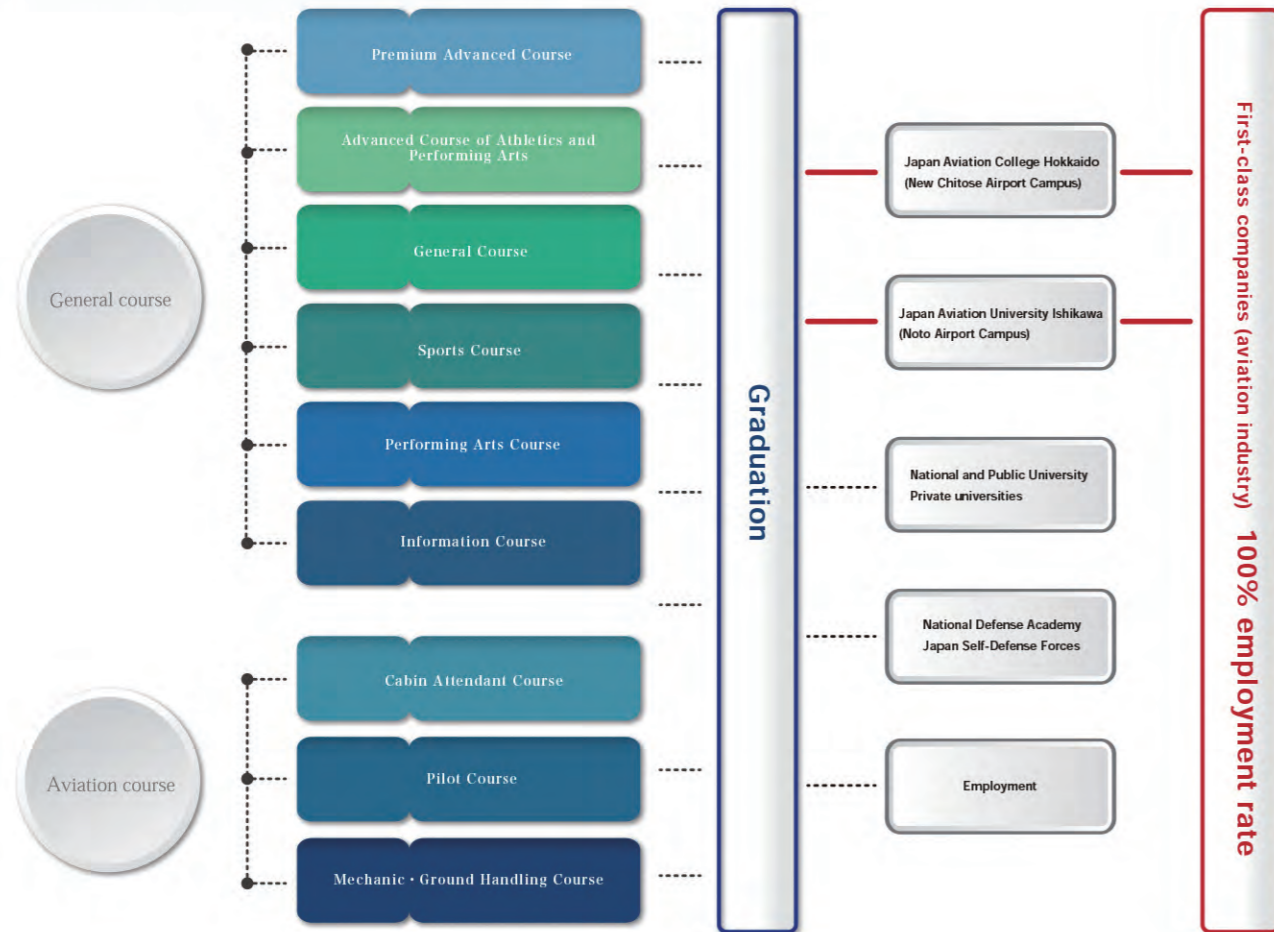 General course
Premium Advanced Course
Advanced Course of Athletics and
Performing Arts
General Course
Sports Course
Performing Arts Course
Information Course
Aviation course
Cabin Attendant Course
Pilot Course
Mechanic・Ground Handling Course
Graduation
Japan Aviation College Hokkaido
(New Chitose Airport Campus)
Japan Aviation University Ishikawa
(Noto Airport Campus)
National and Public University
Private universities
National Defense Academy
Japan Self-Defense Forces
Employment
First-class companies (aviation industry) 100% employment rate